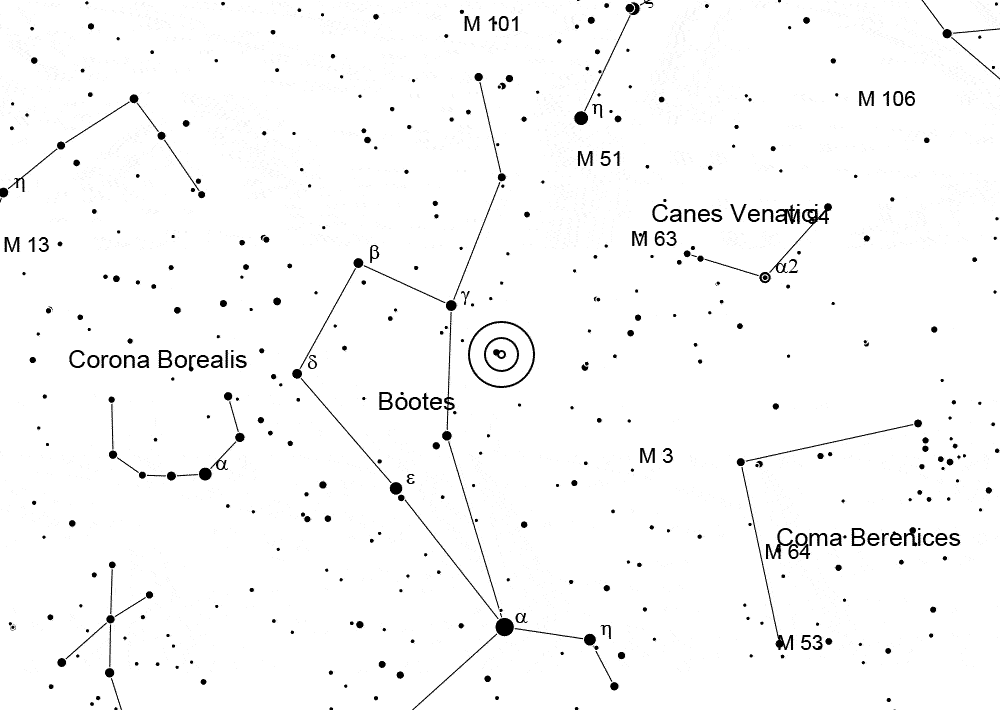 ζ
M 101
M 106
η
M 51
η
Canes Venatici
M 94
M 63
M 13
β
α2
γ
Corona Borealis
δ
Bootes
α
M 3
ε
Coma Berenices
M 64
α
η
M 53